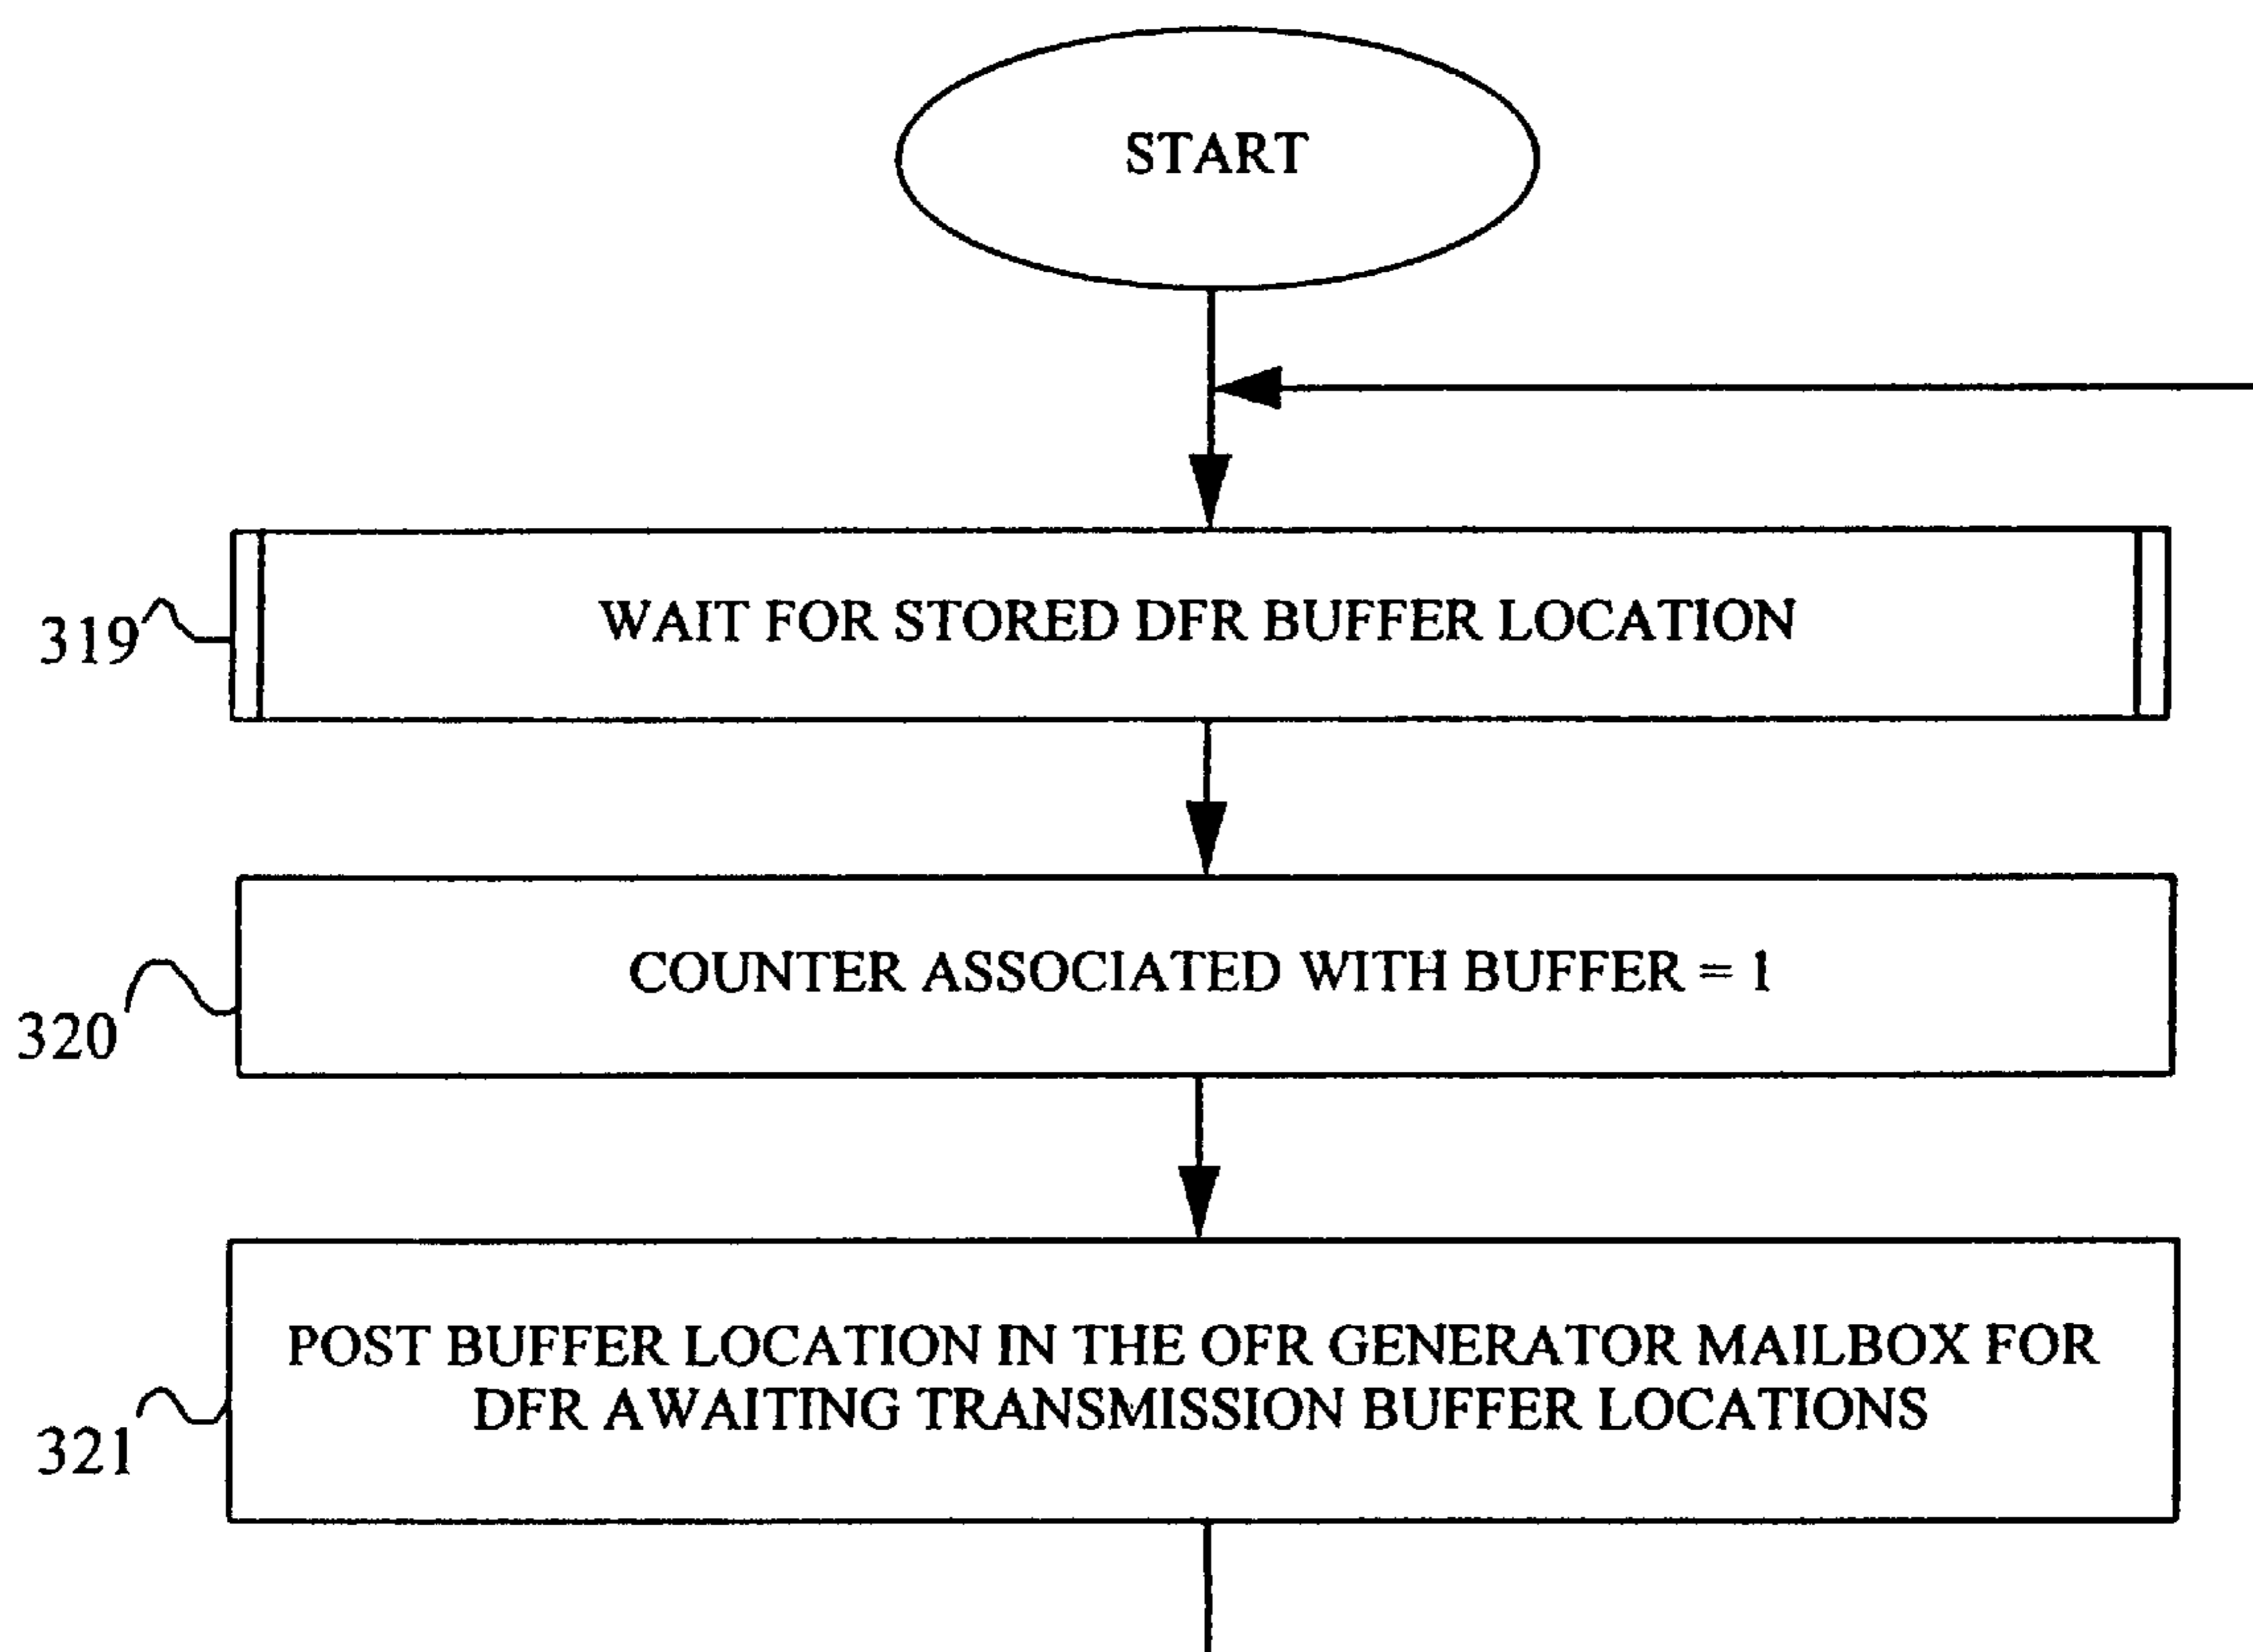 START
WAIT FOR STORED DFR BUFFER LOCATION
319
COUNTER ASSOCIATED WITH BUFFER = 1
320
POST BUFFER LOCATION IN THE OFR GENERATOR MAILBOX FOR
DFR AWAITING TRANSMISSION BUFFER LOCATIONS
321